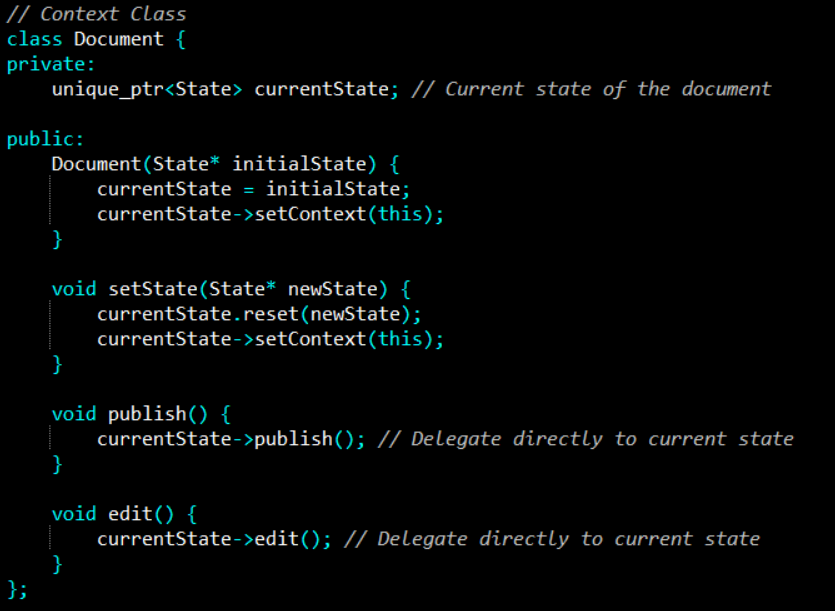 // Context Class
class Document {
private:
    unique_ptr<State> currentState; // Current state of the document

public:
    Document(State* initialState) {
        currentState = initialState;
        currentState->setContext(this);
    }

    void setState(State* newState) {
        currentState.reset(newState);
        currentState->setContext(this);
    }

    void publish() {
        currentState->publish(); // Delegate directly to current state
    }

    void edit() {
        currentState->edit(); // Delegate directly to current state
    }
};